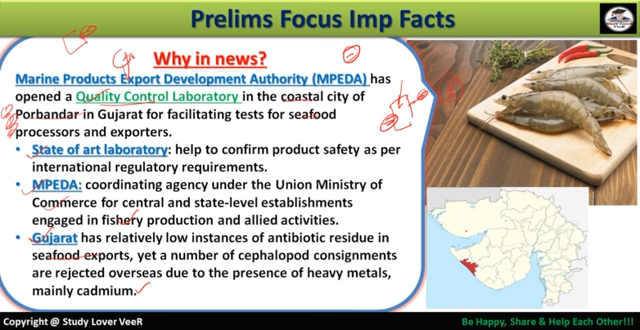 Prelims Focus Imp Facts
Why in news?
Marine Products Export Development Authority (MPEDA) has
opened a Quality Control Laboratory in the coastal city of
Porbandar in Gujarat for facilitating tests for seafood
processors and exporters.
• State of art laboratory: help to confirm product safety as per
international regulatory requirements.
• MPEDA: coordinating agency under the Union Ministry of
Commerce for central and state-level establishments
engaged in fishery production and allied activities.
• Gujarat has relatively low instances of antibiotic residue in
seafood exports, yet a number of cephalopod consignments
are rejected overseas due to the presence of heavy metals,
mainly cadmium.
Copyright @ Study Lover VeeR
Be Happy, Share & Help Each Other!!!